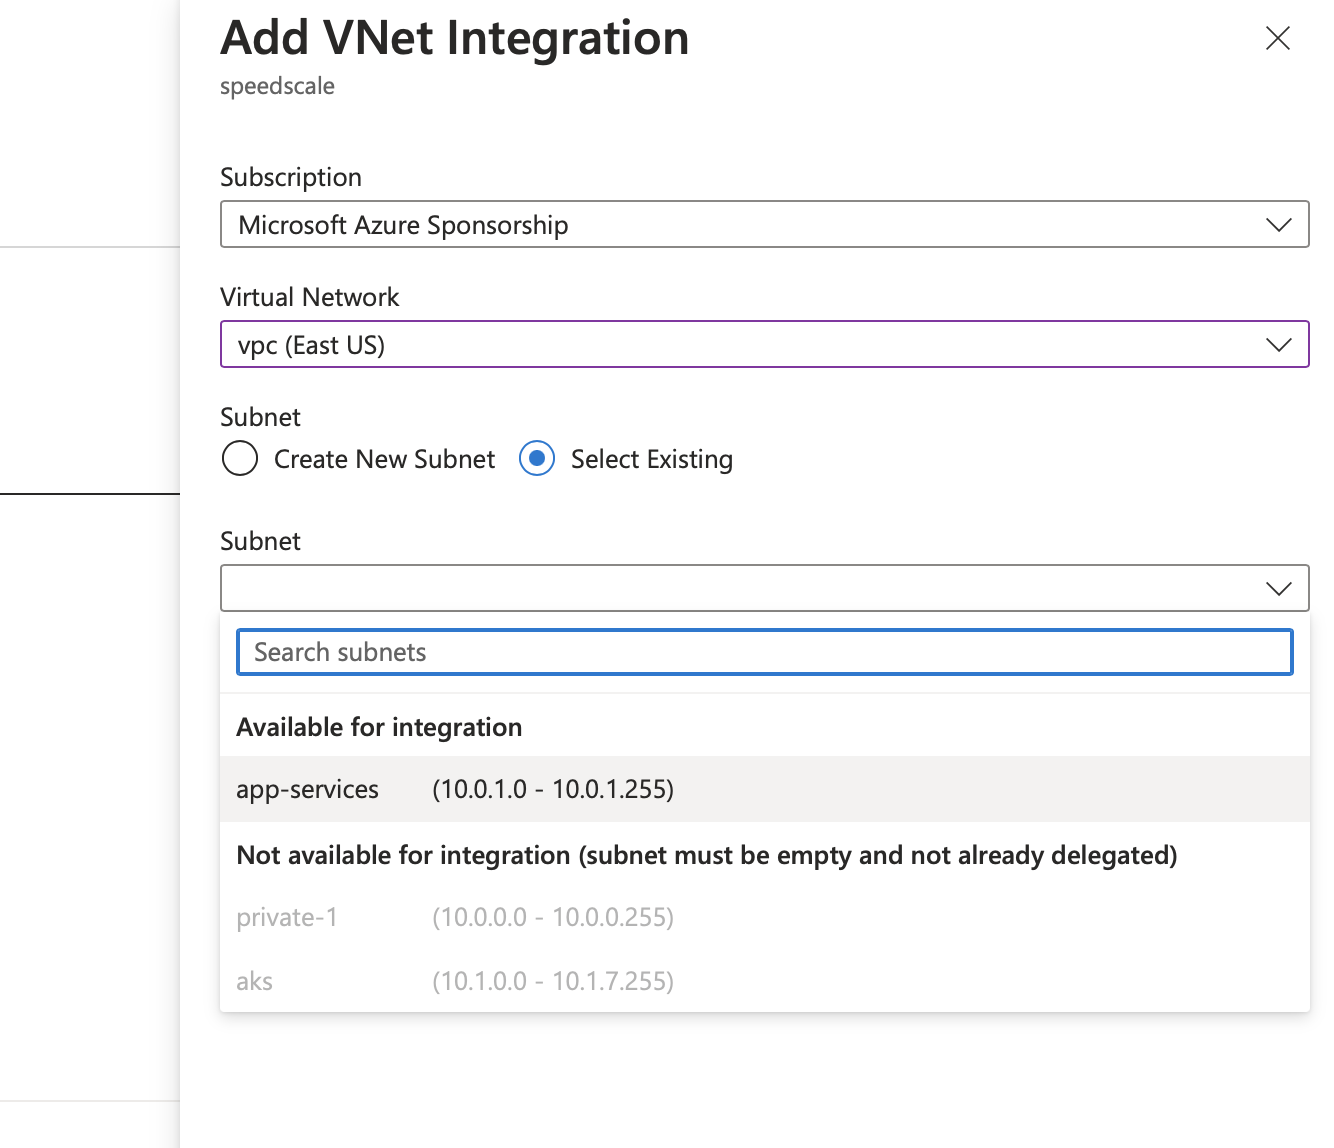 Add VNet Integration
speedscale
Subscription
Microsoft Azure Sponsorship
Virtual Network
vpc (East US)
Subnet
Create New Subnet Select Existing
Subnet
Search subnets
Available for integration
app-services (10.0.1.0 - 10.0.1.255)
Not available for integration (subnet must be empty and not already delegated)
private-1 (10.0.0.0 - 10.0.0.255)
aks (10.1.0.0 - 10.1.7.255)